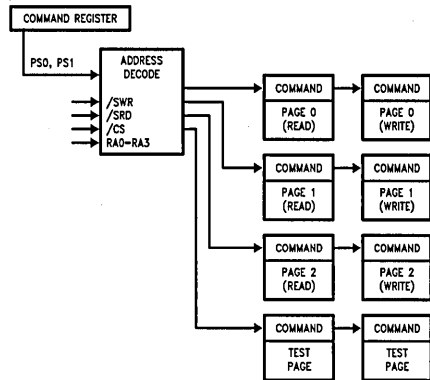 COMMAND REGISTER
PS0, PS1
ADDRESS
DECODE
/SWR
/SRD
/CS
RA0-RA3
COMMAND
PAGE 0
(READ)
COMMAND
PAGE 0
(WRITE)
COMMAND
PAGE 1
(READ)
COMMAND
PAGE 1
(WRITE)
COMMAND
PAGE 2
(READ)
COMMAND
PAGE 2
(WRITE)
COMMAND
TEST
PAGE
COMMAND
TEST
PAGE